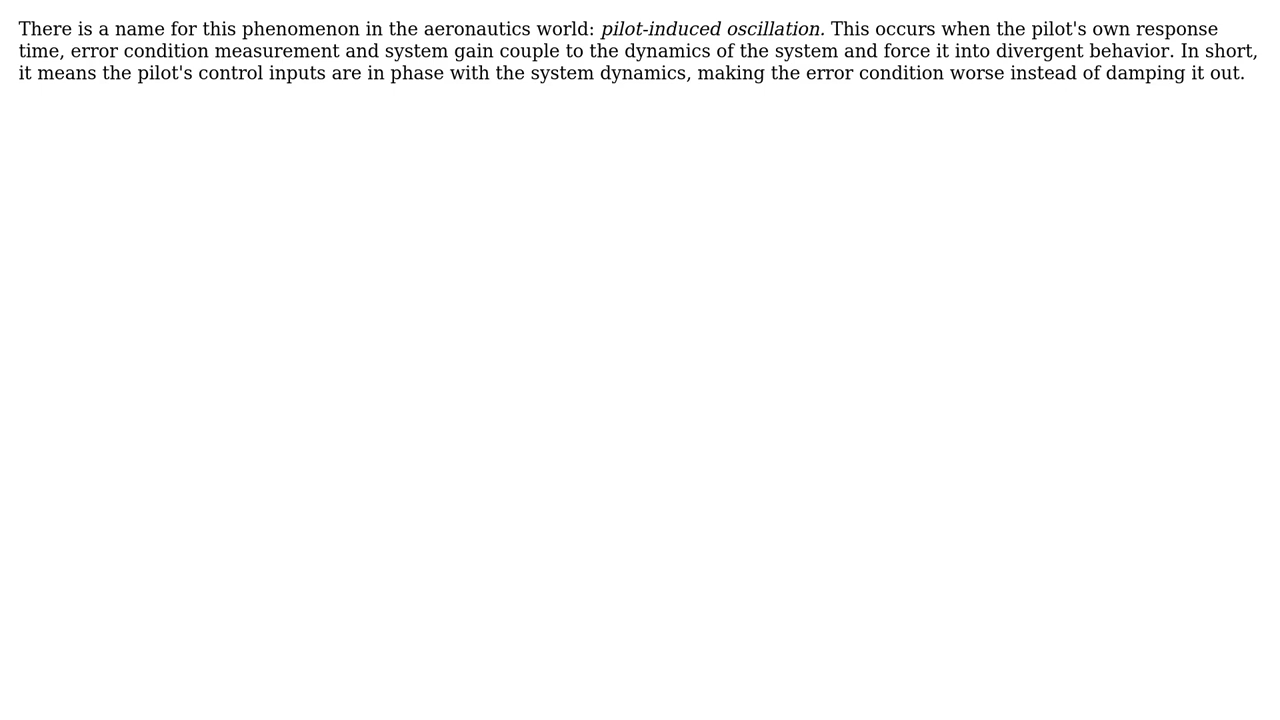 There is a name for this phenomenon in the aeronautics world: pilot-induced oscillation. This occurs when the pilot's own response
time, error condition measurement and system gain couple to the dynamics of the system and force it into divergent behavior. In short,
it means the pilot's control inputs are in phase with the system dynamics, making the error condition worse instead of damping it out.